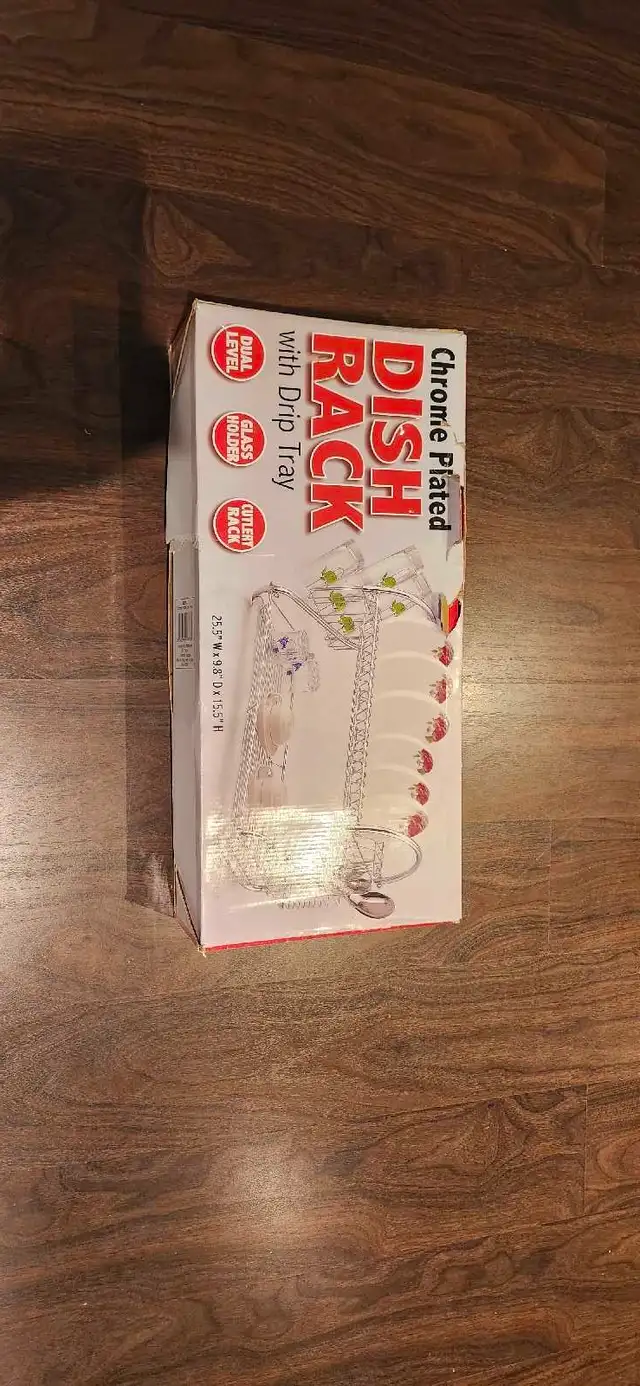 Chrome Plated
DISH
RACK
with Drip Tray
DUAL
LEVEL
GLASS
HOLDER
CUTLERY
RACK
25.5" W x 9.8" D x 15.5" H